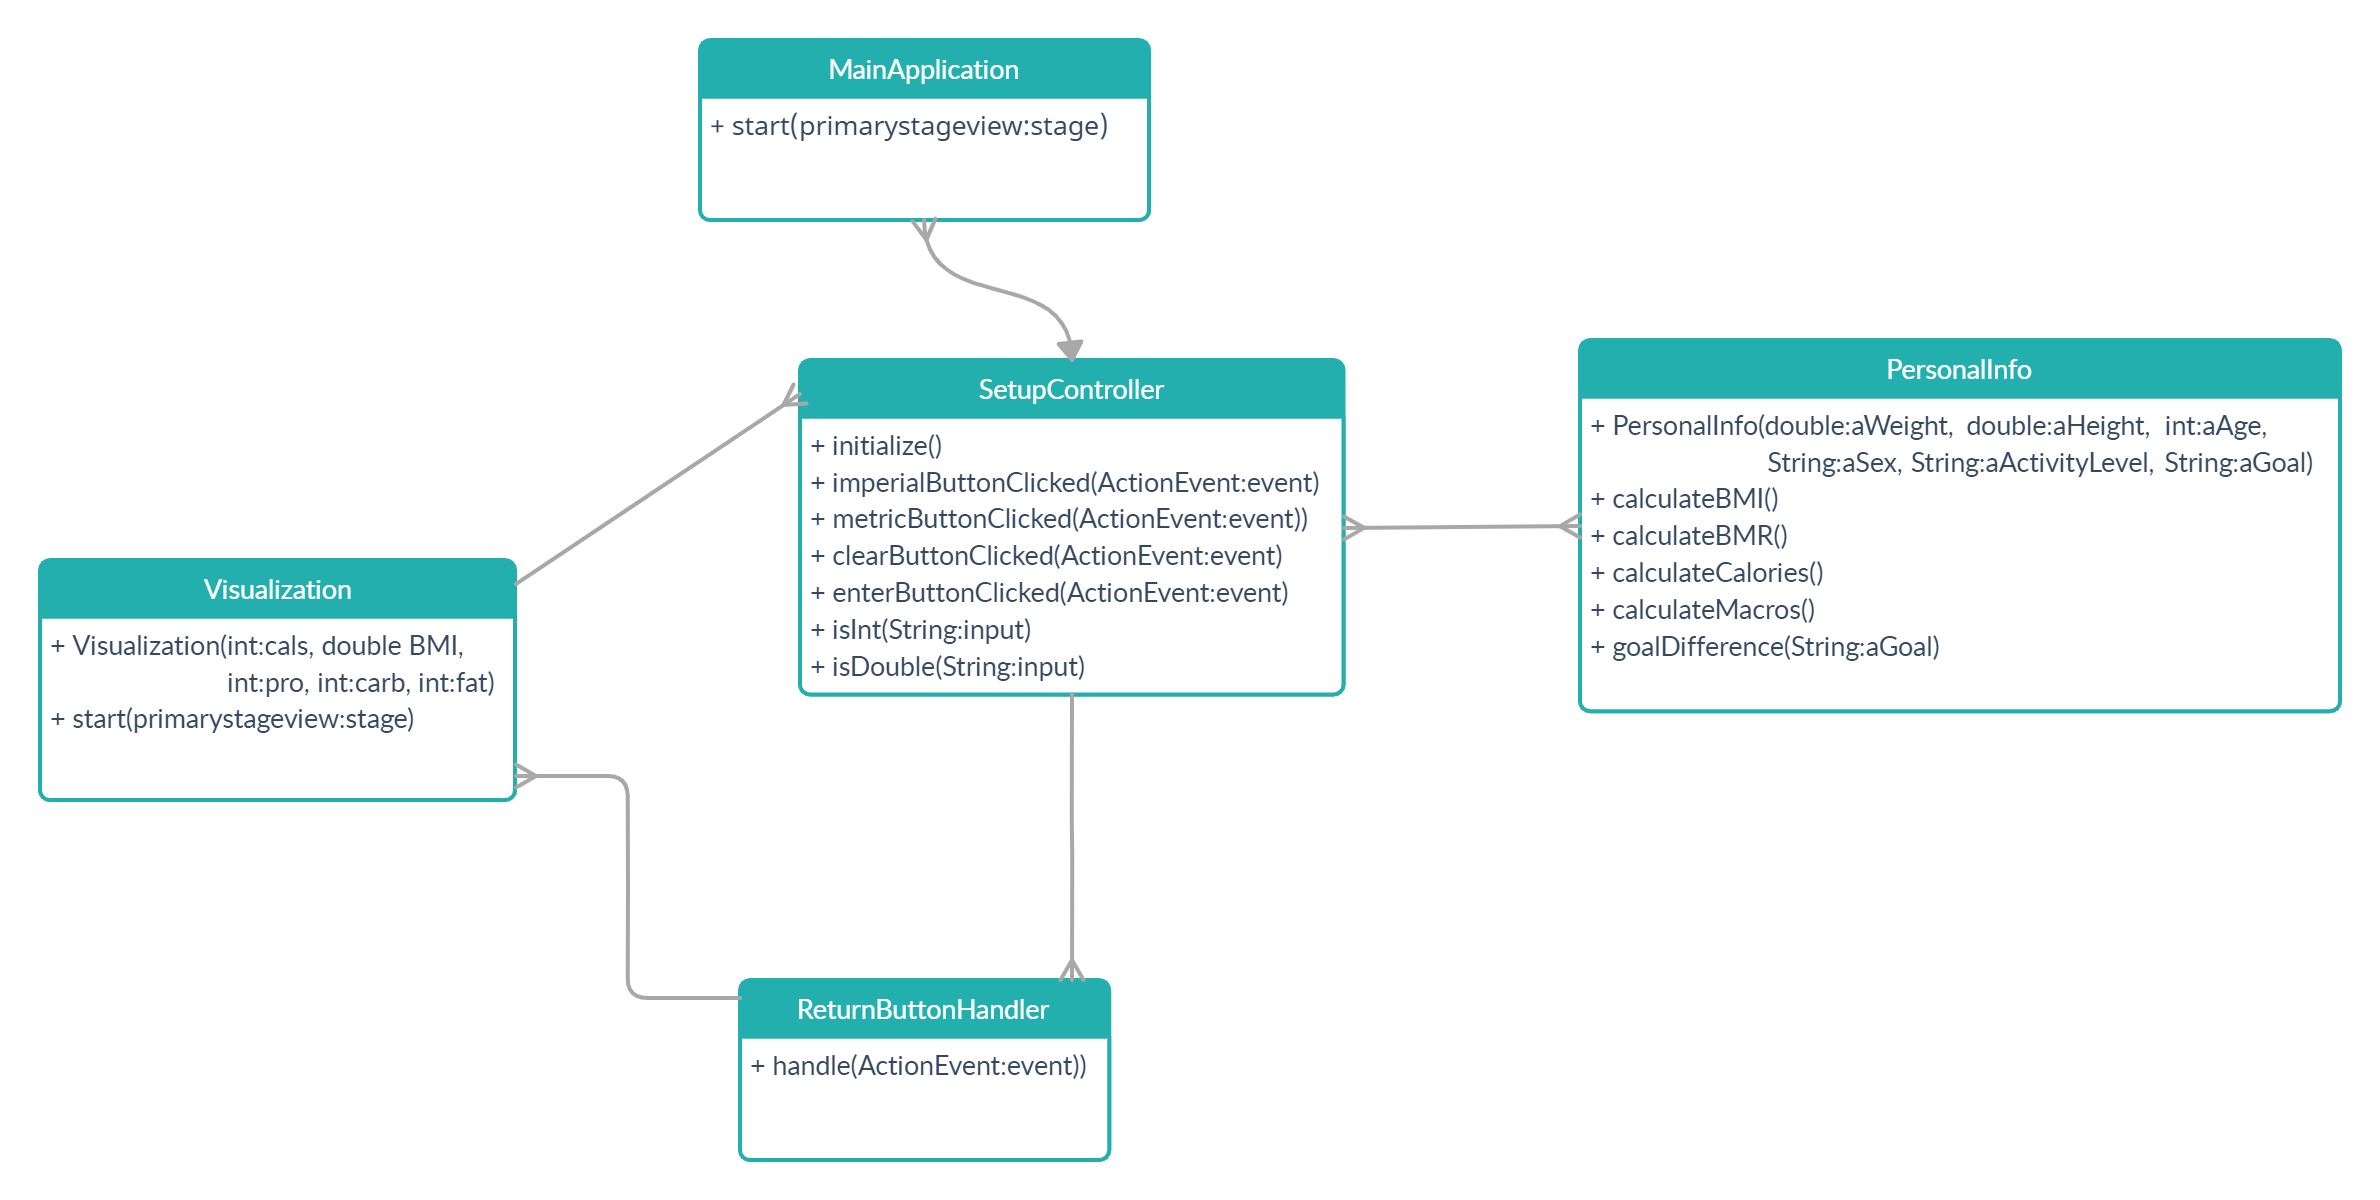 MainApplication
+ start(primarystageview:stage)
SetupController
+ initialize()
+ imperialButtonClicked(ActionEvent:event)
+ metricButtonClicked(ActionEvent:event))
+ clearButtonClicked(ActionEvent:event)
+ enterButtonClicked(ActionEvent:event)
+ isInt(String:input)
+ isDouble(String:input)
PersonalInfo
+ PersonalInfo(double:aWeight, double:aHeight, int:aAge,
String:aSex, String:aActivityLevel, String:aGoal)
+ calculateBMI()
+ calculateBMR()
+ calculateCalories()
+ calculateMacros()
+ goalDifference(String:aGoal)
Visualization
+ Visualization(int:cals, double BMI,
int:pro, int:carb, int:fat)
+ start(primarystageview:stage)
ReturnButtonHandler
+ handle(ActionEvent:event))